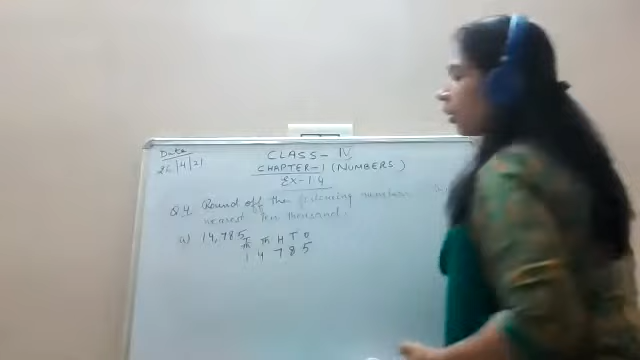 Date
26/4/21
CLASS- IV
CHAPTER-1 (NUMBERS)
EX-1.4
Q.4 Round off the following numbers
nearest ten thousand.
a) 14,785
TTh Th H T O
1 4 7 8 5